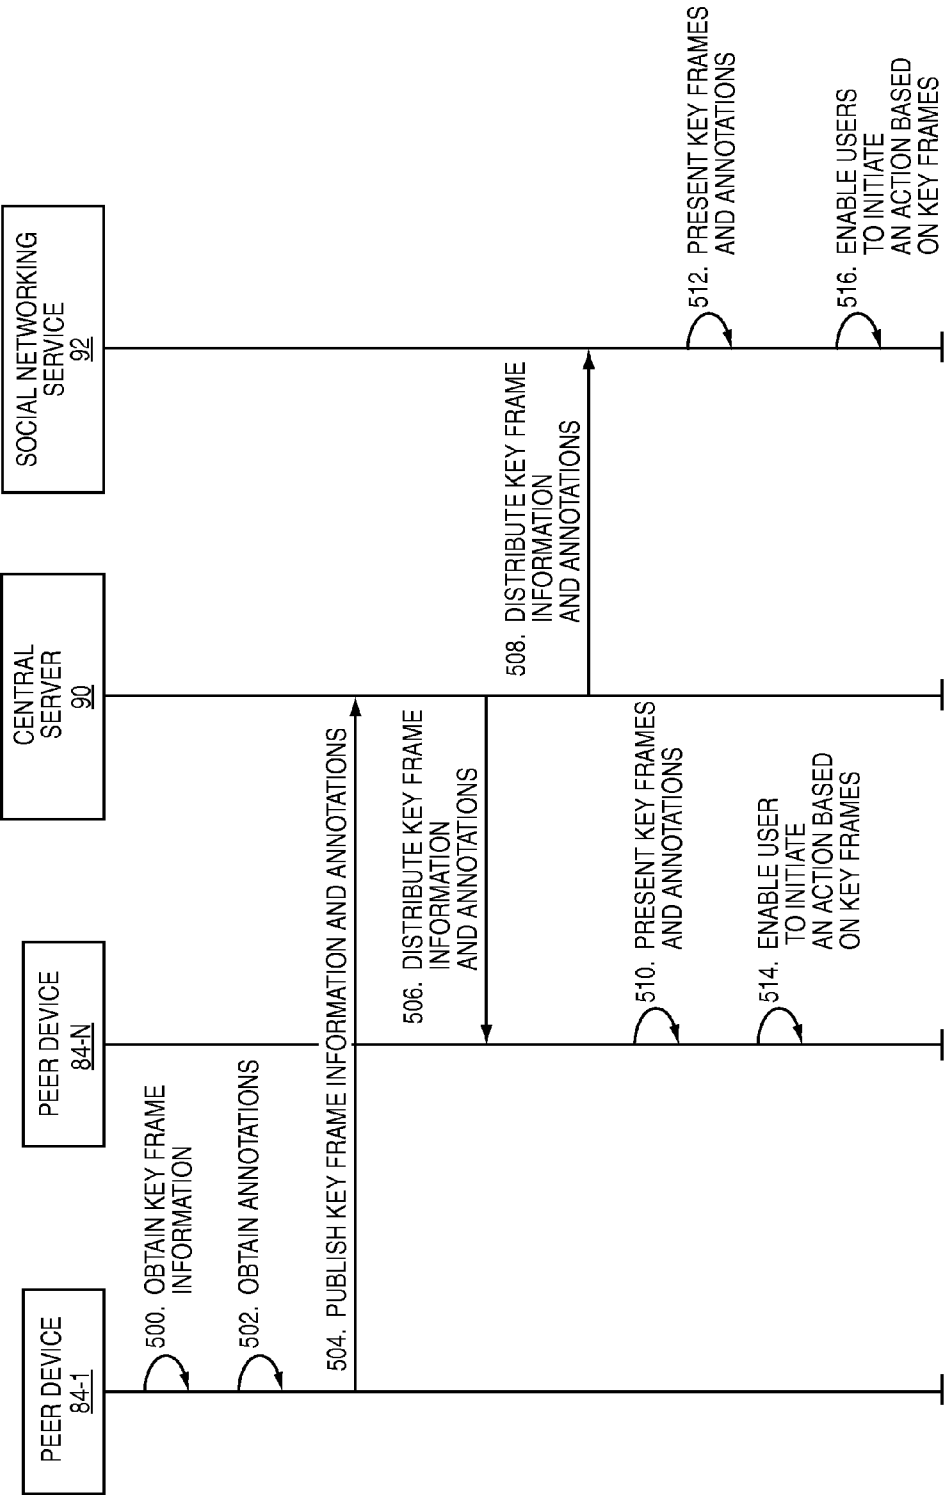 PEER DEVICE
84-1
PEER DEVICE
84-N
CENTRAL
SERVER
90
SOCIAL NETWORKING
SERVICE
92
500. OBTAIN KEY FRAME
INFORMATION
502. OBTAIN ANNOTATIONS
504. PUBLISH KEY FRAME INFORMATION AND ANNOTATIONS
506. DISTRIBUTE KEY FRAME
INFORMATION
AND ANNOTATIONS
508. DISTRIBUTE KEY FRAME
INFORMATION
AND ANNOTATIONS
510. PRESENT KEY FRAMES
AND ANNOTATIONS
512. PRESENT KEY FRAMES
AND ANNOTATIONS
514. ENABLE USER
TO INITIATE
AN ACTION BASED
ON KEY FRAMES
516. ENABLE USERS
TO INITIATE
AN ACTION BASED
ON KEY FRAMES